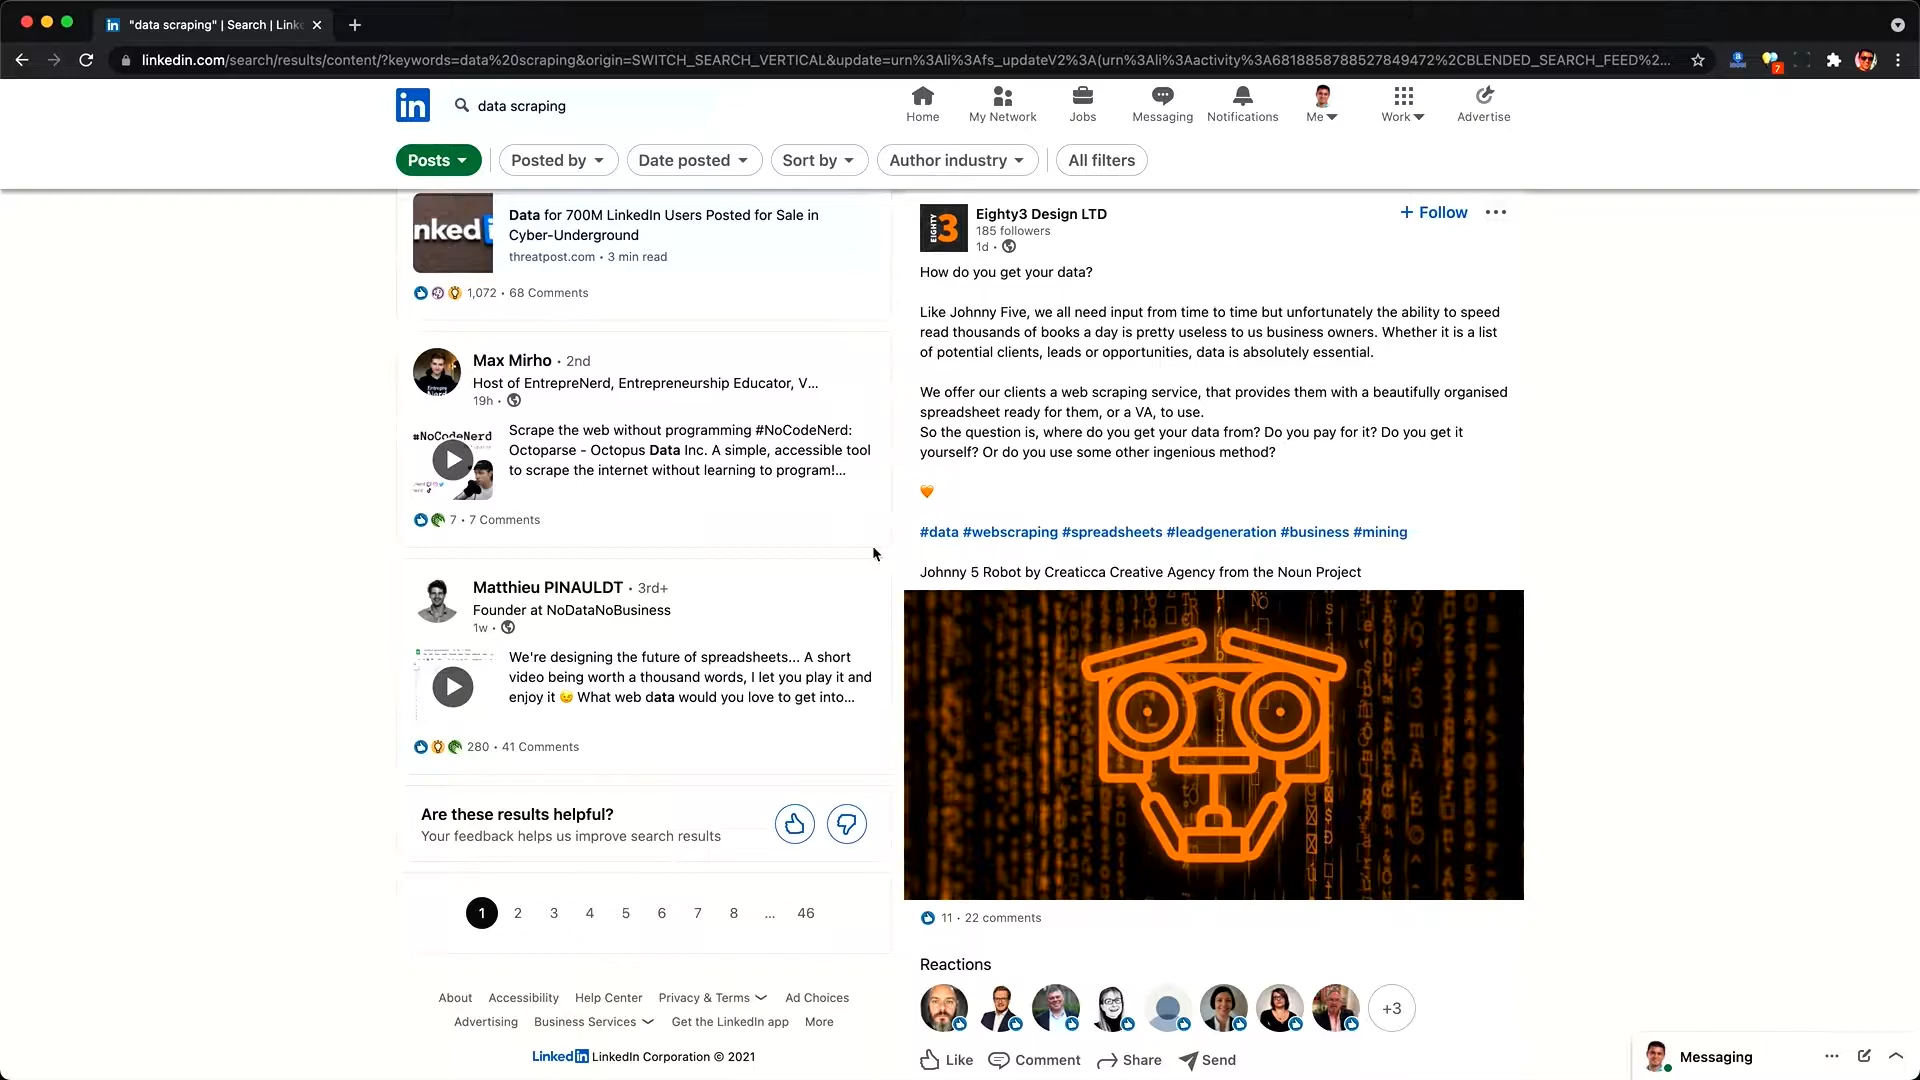 "data scraping" | Search | Link
linkedin.com/search/results/content/?keywords=data%20scraping&origin=SWITCH_SEARCH_VERTICAL&update=urn%3Ali%3Afs_updateV2%3A(urn%3Ali%3Aactivity%3A6818858788527849472%2CBLENDED_SEARCH_FEED%2...
7
in
data scraping
Home
My Network
Jobs
Messaging
Notifications
Me
Work
Advertise
Posts
Posted by
Date posted
Sort by
Author industry
All filters
nked
Data for 700M LinkedIn Users Posted for Sale in
Cyber-Underground
threatpost.com • 3 min read
1,072 • 68 Comments
Max Mirho • 2nd
Host of EntrepreNerd, Entrepreneurship Educator, V...
19h •
#NoCodeNerd
Scrape the web without programming #NoCodeNerd:
Octoparse - Octopus Data Inc. A simple, accessible tool
to scrape the internet without learning to program!...
7 • 7 Comments
Matthieu PINAULDT • 3rd+
Founder at NoDataNoBusiness
1w •
We're designing the future of spreadsheets... A short
video being worth a thousand words, I let you play it and
enjoy it 😉 What web data would you love to get into...
280 • 41 Comments
Are these results helpful?
Your feedback helps us improve search results
1 2 3 4 5 6 7 8 ... 46
About Accessibility Help Center Privacy & Terms Ad Choices
Advertising Business Services Get the LinkedIn app More
LinkedIn LinkedIn Corporation © 2021
EIGHTY 3
Eighty3 Design LTD
185 followers
1d •
+ Follow
How do you get your data?
Like Johnny Five, we all need input from time to time but unfortunately the ability to speed
read thousands of books a day is pretty useless to us business owners. Whether it is a list
of potential clients, leads or opportunities, data is absolutely essential.
We offer our clients a web scraping service, that provides them with a beautifully organised
spreadsheet ready for them, or a VA, to use.
So the question is, where do you get your data from? Do you pay for it? Do you get it
yourself? Or do you use some other ingenious method?
🧡
#data #webscraping #spreadsheets #leadgeneration #business #mining
Johnny 5 Robot by Creaticca Creative Agency from the Noun Project
11 • 22 comments
Reactions
+3
Like Comment Share Send
Messaging